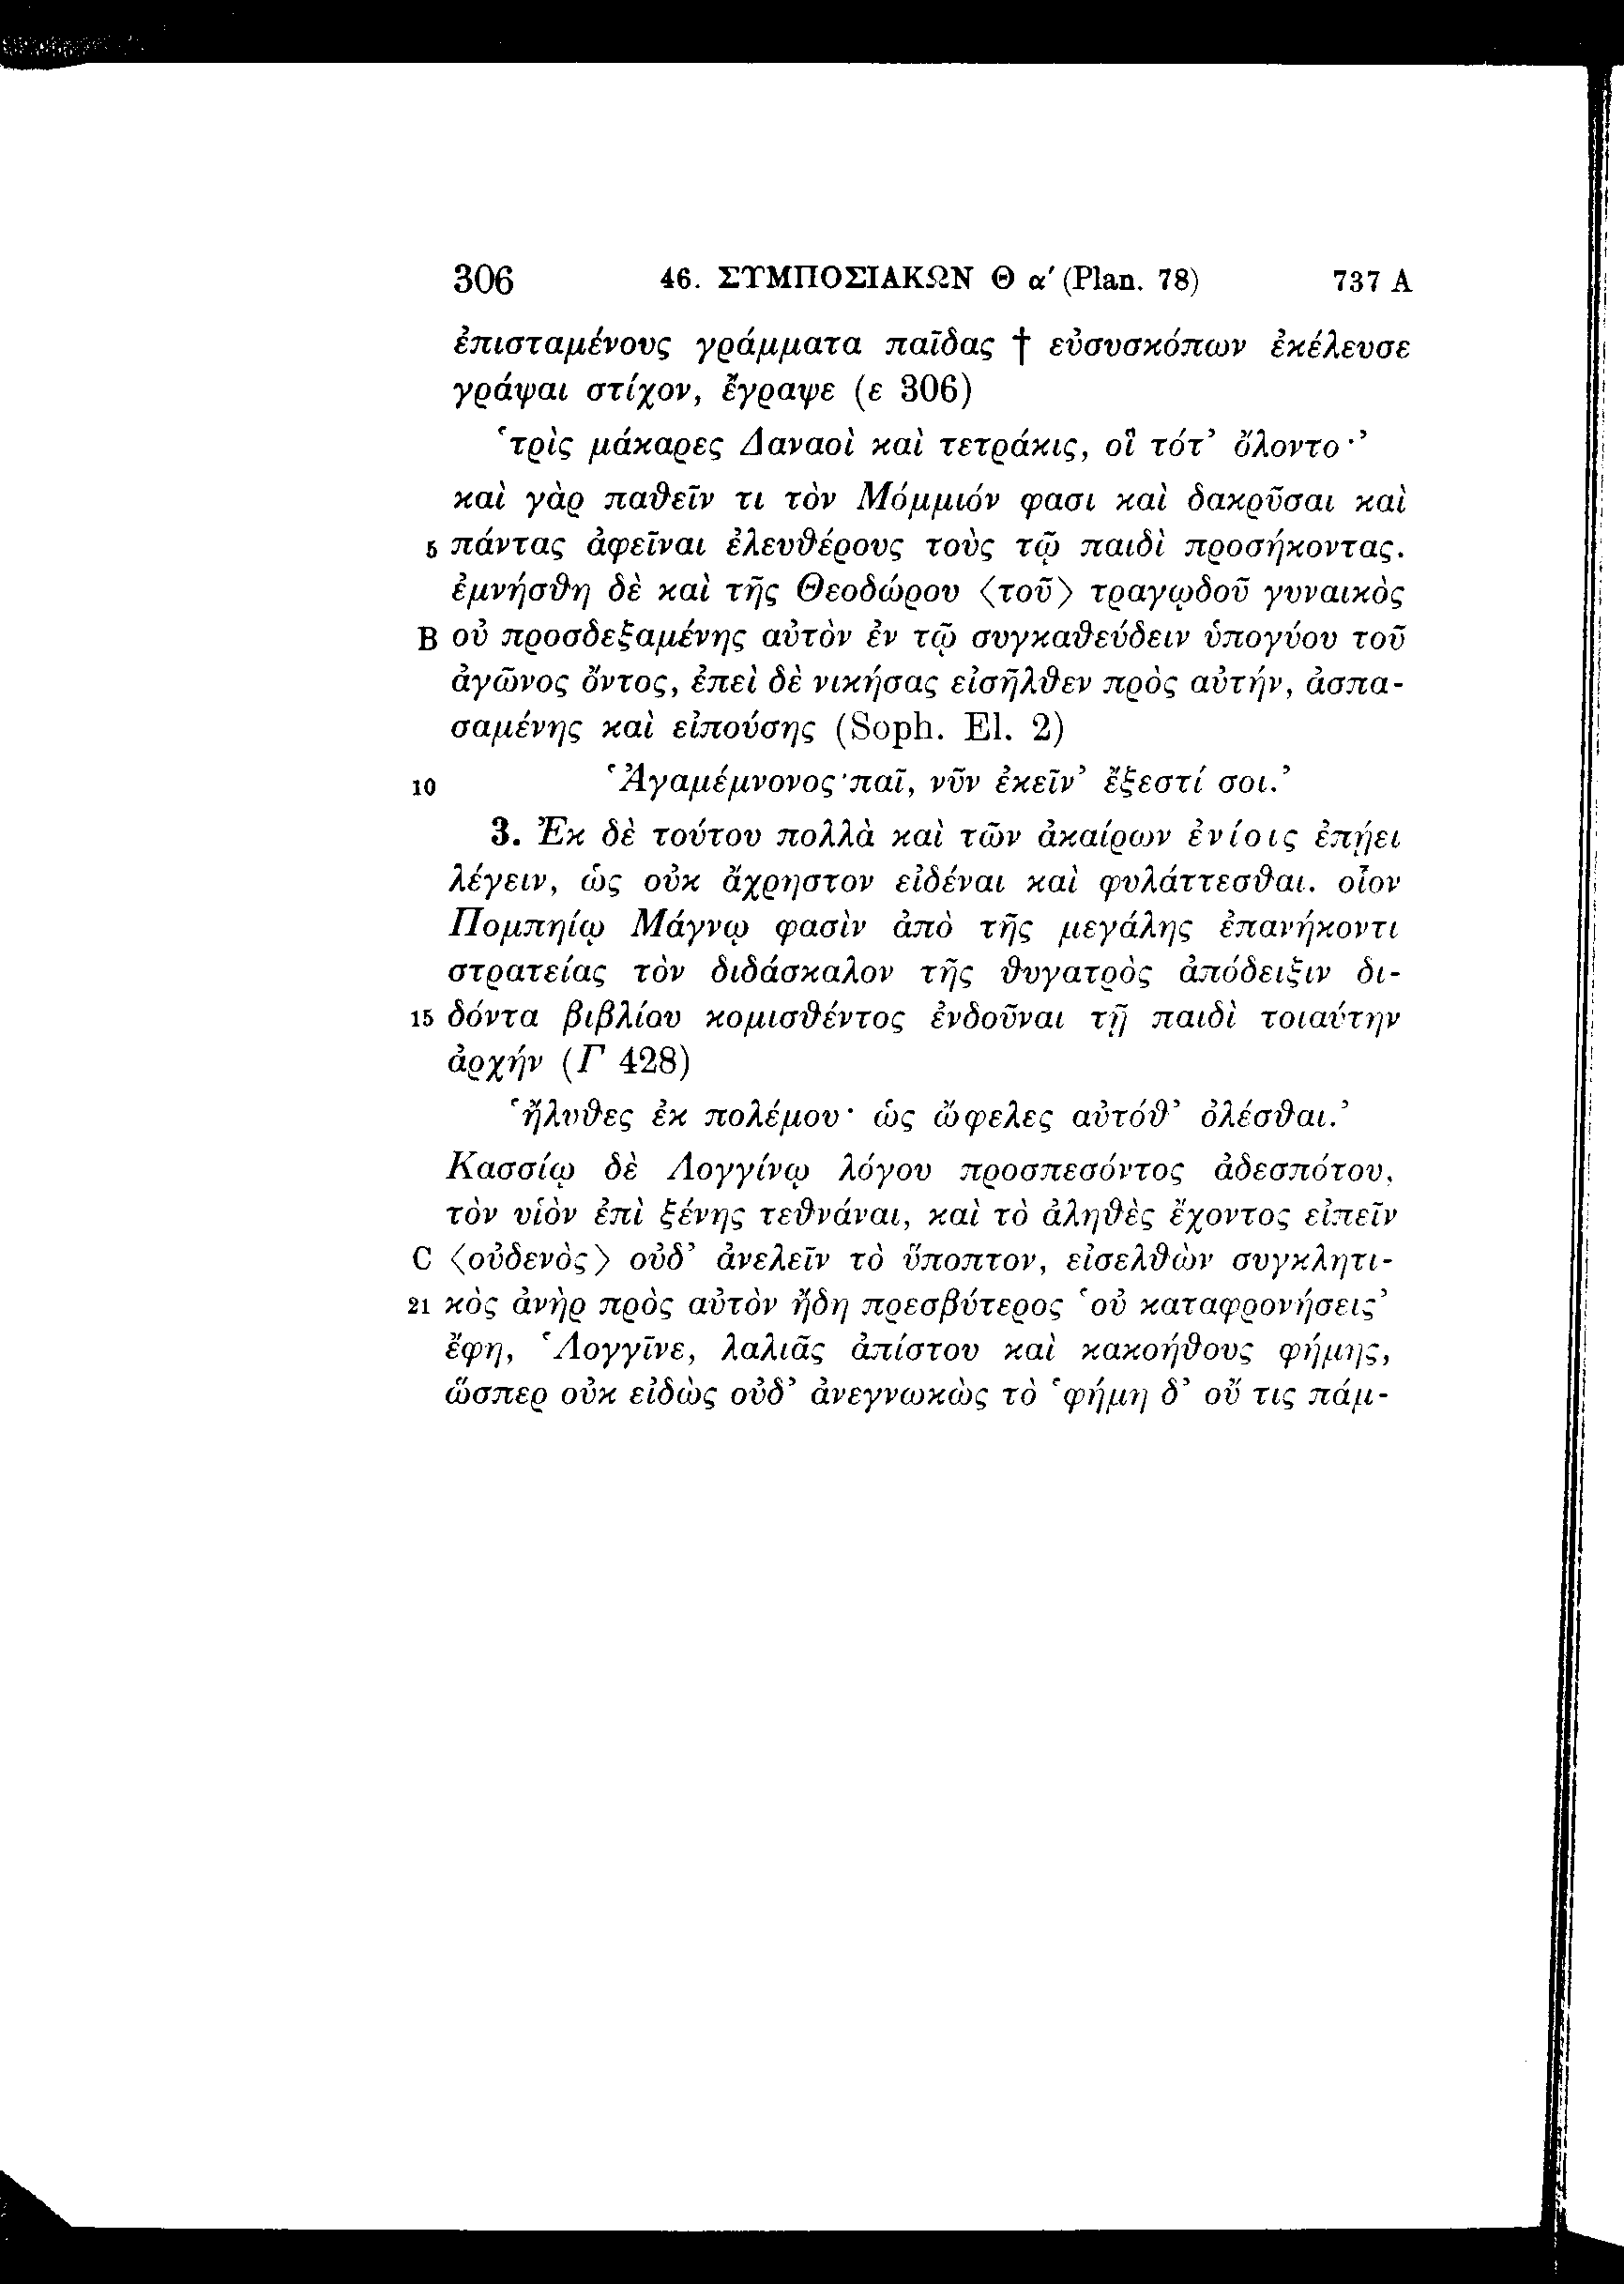 306 46. ΣΥΜΠΟΣΙΑΚΩΝ Θ α′ (Plan. 78) 737 A
ἐπισταμένους γράμματα παῖδας † εὐσυσκόπων ἐκέλευσε
γράψαι στίχον, ἔγραψε (ε 306)
‘τρὶς μάκαρες Δαναοὶ καὶ τετράκις, οἳ τότ’ ὄλοντο·’
καὶ γὰρ παθεῖν τι τὸν Μόμμιόν φασι καὶ δακρῦσαι καὶ
5 πάντας ἀφεῖναι ἐλευθέρους τοὺς τῷ παιδὶ προσήκοντας.
ἐμνήσθη δὲ καὶ τῆς Θεοδώρου ⟨τοῦ⟩ τραγῳδοῦ γυναικὸς
B οὐ προσδεξαμένης αὐτὸν ἐν τῷ συγκαθεύδειν ὑπογύου τοῦ
ἀγῶνος ὄντος, ἐπεὶ δὲ νικήσας εἰσῆλθεν πρὸς αὐτήν, ἀσπα-
σαμένης καὶ εἰπούσης (Soph. El. 2)
10 ‘Ἀγαμέμνονος παῖ, νῦν ἐκεῖν’ ἔξεστί σοι.’
3. Ἐκ δὲ τούτου πολλὰ καὶ τῶν ἀκαίρων ἐνίοις ἐπῄει
λέγειν, ὡς οὐκ ἄχρηστον εἰδέναι καὶ φυλάττεσθαι. οἷον
Πομπηίῳ Μάγνῳ φασὶν ἀπὸ τῆς μεγάλης ἐπανήκοντι
στρατείας τὸν διδάσκαλον τῆς θυγατρὸς ἀπόδειξιν δι-
15 δόντα βιβλίου κομισθέντος ἐνδοῦναι τῇ παιδὶ τοιαύτην
ἀρχήν (Γ 428)
‘ἤλυθες ἐκ πολέμου· ὡς ὤφελες αὐτόθ’ ὀλέσθαι.’
Κασσίῳ δὲ Λογγίνῳ λόγου προσπεσόντος ἀδεσπότου,
τὸν υἱὸν ἐπὶ ξένης τεθνάναι, καὶ τὸ ἀληθὲς ἔχοντος εἰπεῖν
C ⟨οὐδενὸς⟩ οὐδ’ ἀνελεῖν τὸ ὕποπτον, εἰσελθὼν συγκλητι-
21 κὸς ἀνὴρ πρὸς αὐτὸν ἤδη πρεσβύτερος ‘οὐ καταφρονήσεις’
ἔφη, ‘Λογγῖνε, λαλιᾶς ἀπίστου καὶ κακοήθους φήμης,
ὥσπερ οὐκ εἰδὼς οὐδ’ ἀνεγνωκὼς τὸ ‘φήμη δ’ οὔ τις πάμ-